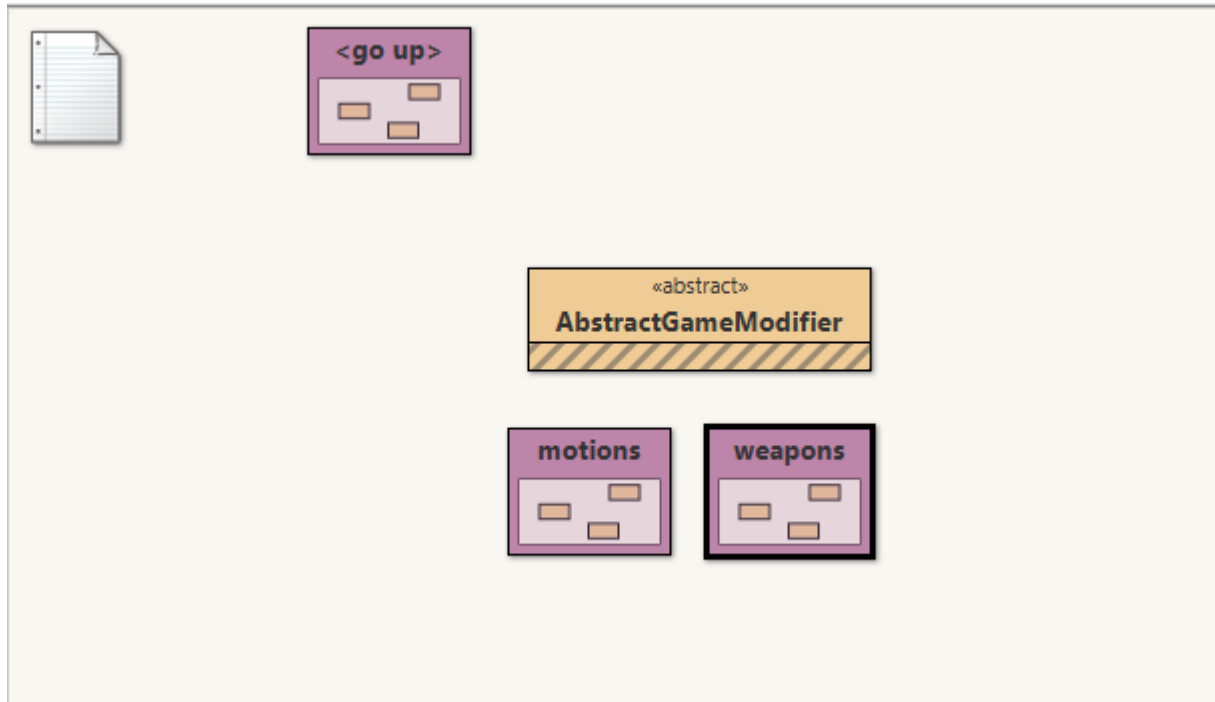 <go up>
«abstract»
AbstractGameModifier
motions
weapons